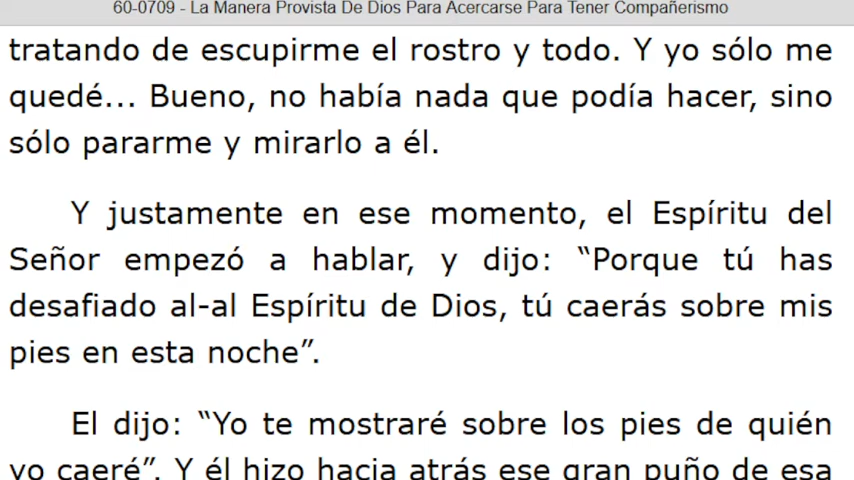 60-0709 - La Manera Provista De Dios Para Acercarse Para Tener Compañerismo
tratando de escupirme el rostro y todo. Y yo sólo me
quedé... Bueno, no había nada que podía hacer, sino
sólo pararme y mirarlo a él.
Y justamente en ese momento, el Espíritu del
Señor empezó a hablar, y dijo: “Porque tú has
desafiado al-al Espíritu de Dios, tú caerás sobre mis
pies en esta noche”.
El dijo: “Yo te mostraré sobre los pies de quién
yo caeré”. Y él hizo hacia atrás ese gran puño de esa